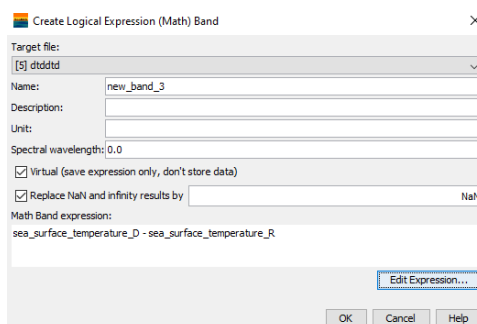 Create Logical Expression (Math) Band
Target file:
[5] dtddtd
Name: new_band_3
Description:
Unit:
Spectral wavelength: 0.0
Virtual (save expression only, don't store data)
Replace NaN and infinity results by NaN
Math Band expression:
sea_surface_temperature_D - sea_surface_temperature_R
Edit Expression...
OK Cancel Help